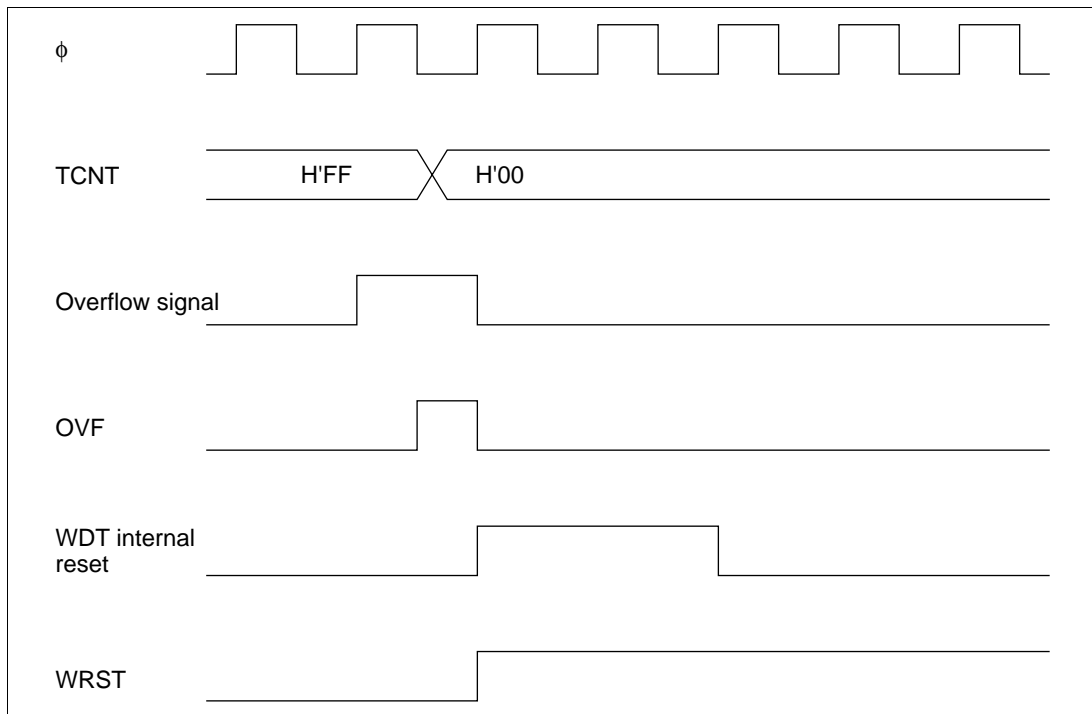 ϕ
TCNT
H'FF
H'00
Overflow signal
OVF
WDT internal
reset
WRST